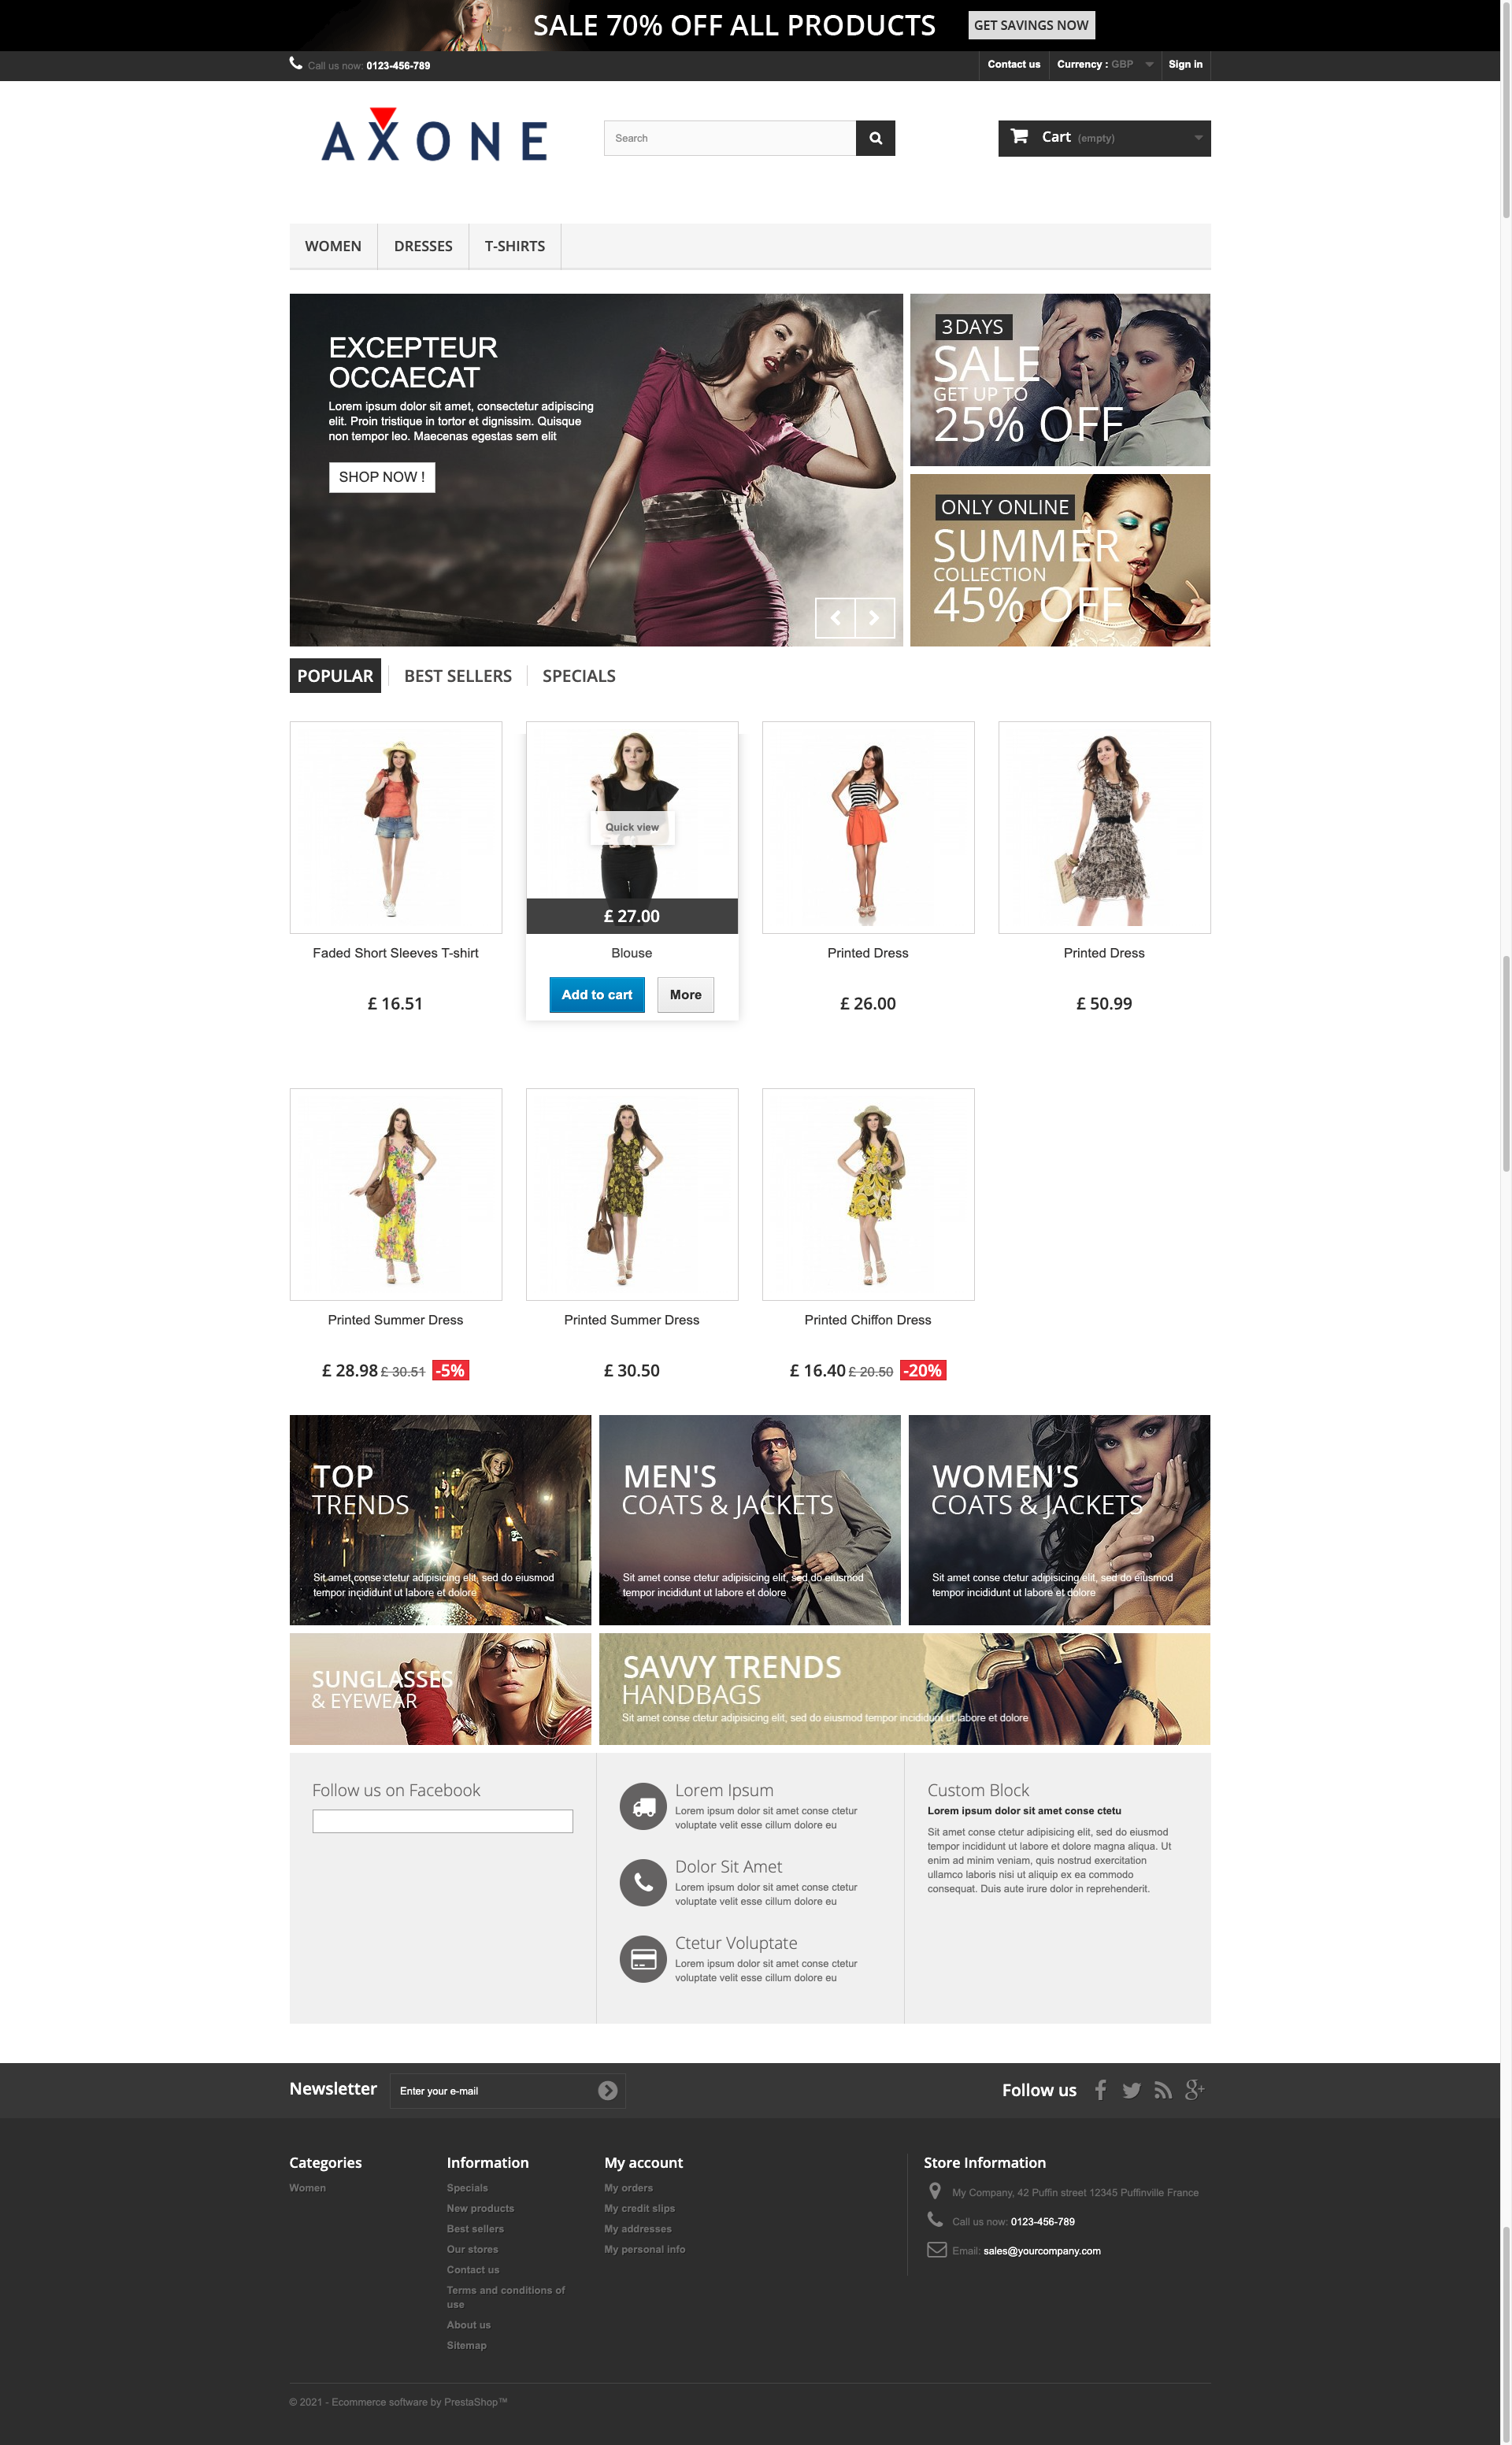 SALE 70% OFF ALL PRODUCTS
GET SAVINGS NOW
Call us now: 0123-456-789
Contact us
Currency : GBP
Sign in
AXONE
Search
Cart (empty)
WOMEN
DRESSES
T-SHIRTS
EXCEPTEUR
OCCAECAT
Lorem ipsum dolor sit amet, consectetur adipiscing
elit. Proin tristique in tortor et dignissim. Quisque
non tempor leo. Maecenas egestas sem elit
SHOP NOW !
3 DAYS
SALE
GET UP TO
25% OFF
ONLY ONLINE
SUMMER
COLLECTION
45% OFF
POPULAR
BEST SELLERS
SPECIALS
Quick view
£ 27.00
Faded Short Sleeves T-shirt
Blouse
Printed Dress
Printed Dress
£ 16.51
Add to cart
More
£ 26.00
£ 50.99
Printed Summer Dress
Printed Summer Dress
Printed Chiffon Dress
£ 28.98 £ 30.51 -5%
£ 30.50
£ 16.40 £ 20.50 -20%
TOP
TRENDS
Sit amet conse ctetur adipisicing elit, sed do eiusmod
tempor incididunt ut labore et dolore
MEN'S
COATS & JACKETS
Sit amet conse ctetur adipisicing elit, sed do eiusmod
tempor incididunt ut labore et dolore
WOMEN'S
COATS & JACKETS
Sit amet conse ctetur adipisicing elit, sed do eiusmod
tempor incididunt ut labore et dolore
SUNGLASSES
& EYEWEAR
SAVVY TRENDS
HANDBAGS
Sit amet conse ctetur adipisicing elit, sed do eiusmod tempor incididunt ut labore et dolore
Follow us on Facebook
Lorem Ipsum
Lorem ipsum dolor sit amet conse ctetur
voluptate velit esse cillum dolore eu
Dolor Sit Amet
Lorem ipsum dolor sit amet conse ctetur
voluptate velit esse cillum dolore eu
Ctetur Voluptate
Lorem ipsum dolor sit amet conse ctetur
voluptate velit esse cillum dolore eu
Custom Block
Lorem ipsum dolor sit amet conse ctetu
Sit amet conse ctetur adipisicing elit, sed do eiusmod
tempor incididunt ut labore et dolore magna aliqua. Ut
enim ad minim veniam, quis nostrud exercitation
ullamco laboris nisi ut aliquip ex ea commodo
consequat. Duis aute irure dolor in reprehenderit.
Newsletter
Enter your e-mail
Follow us
Categories
Women
Information
Specials
New products
Best sellers
Our stores
Contact us
Terms and conditions of
use
About us
Sitemap
My account
My orders
My credit slips
My addresses
My personal info
Store Information
My Company, 42 Puffin street 12345 Puffinville France
Call us now: 0123-456-789
Email: sales@yourcompany.com
© 2021 - Ecommerce software by PrestaShop™